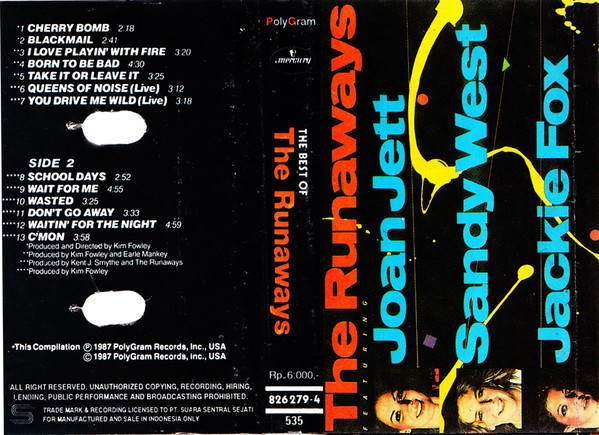 *1 CHERRY BOMB 2:18
*2 BLACKMAIL 2:41
**3 I LOVE PLAYIN' WITH FIRE 3:20
**4 BORN TO BE BAD 4:30
**5 TAKE IT OR LEAVE IT 3:25
***6 QUEENS OF NOISE (Live) 3:12
***7 YOU DRIVE ME WILD (Live) 3:18
SIDE 2
****8 SCHOOL DAYS 2:52
****9 WAIT FOR ME 4:55
****10 WASTED 3:25
****11 DON'T GO AWAY 3:33
****12 WAITIN' FOR THE NIGHT 4:59
****13 C'MON 3:58
*Produced and Directed by Kim Fowley
**Produced by Kim Fowley and Earle Mankey
***Produced by Kent J. Smythe and The Runaways
****Produced by Kim Fowley
•This Compilation Ⓟ 1987 PolyGram Records, Inc., USA
© 1987 PolyGram Records, Inc., USA
ALL RIGHT RESERVED. UNAUTHORIZED COPYING, RECORDING, HIRING,
LENDING, PUBLIC PERFORMANCE AND BROADCASTING PROHIBITED.
TRADE MARK & RECORDING LICENSED TO PT. SUARA SENTRAL SEJATI
FOR MANUFACTURED AND SALE IN INDONESIA ONLY
PolyGram
mercury
THE BEST OF
The Runaways
Rp. 6.000,-
826 279-4
535
The Runaways
FEATURING
Joan Jett
Sandy West
Jackie Fox